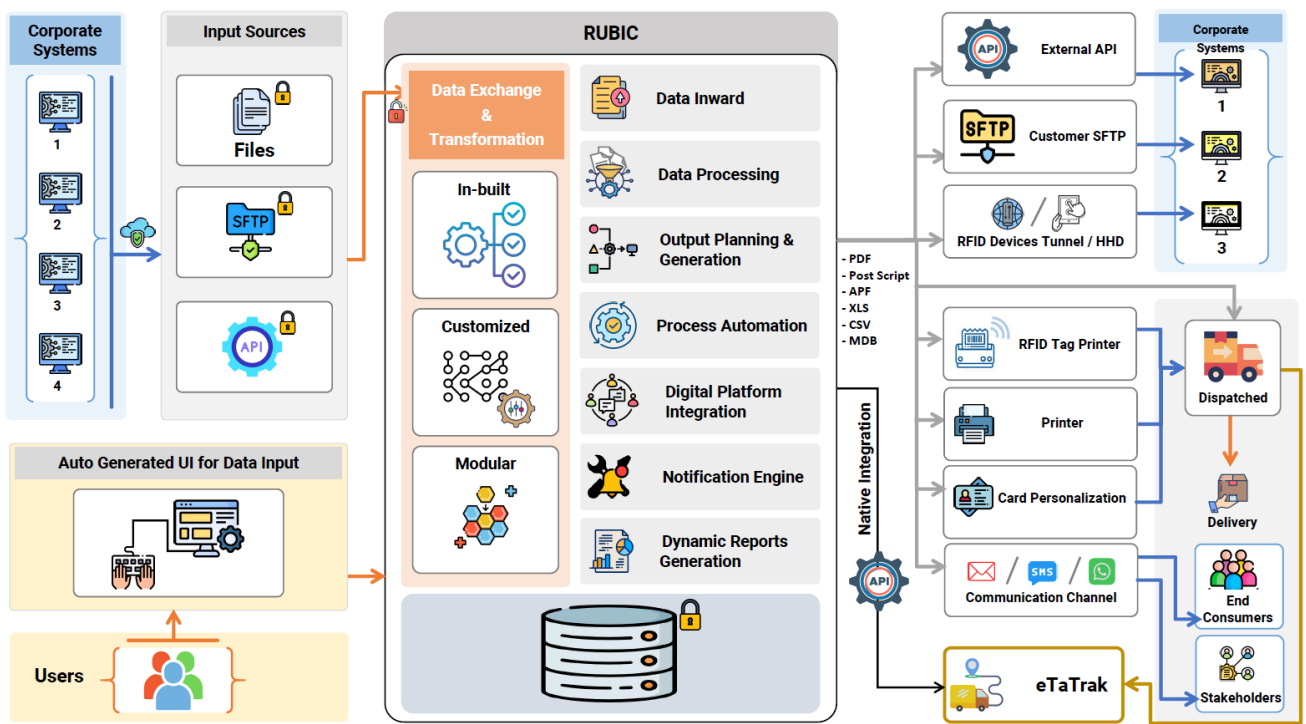 Corporate
Systems
1
2
3
4
Input Sources
Files
SFTP
API
Auto Generated UI for Data Input
Users
RUBIC
Data Exchange
&
Transformation
In-built
Customized
Modular
Data Inward
Data Processing
Output Planning &
Generation
Process Automation
Digital Platform
Integration
Notification Engine
Dynamic Reports
Generation
- PDF
- Post Script
- APF
- XLS
- CSV
- MDB
Native Integration
API
API
External API
SFTP
Customer SFTP
RFID Devices Tunnel / HHD
RFID Tag Printer
Printer
Card Personalization
SMS
Communication Channel
eTaTrak
Corporate
Systems
1
2
3
Dispatched
Delivery
End
Consumers
Stakeholders